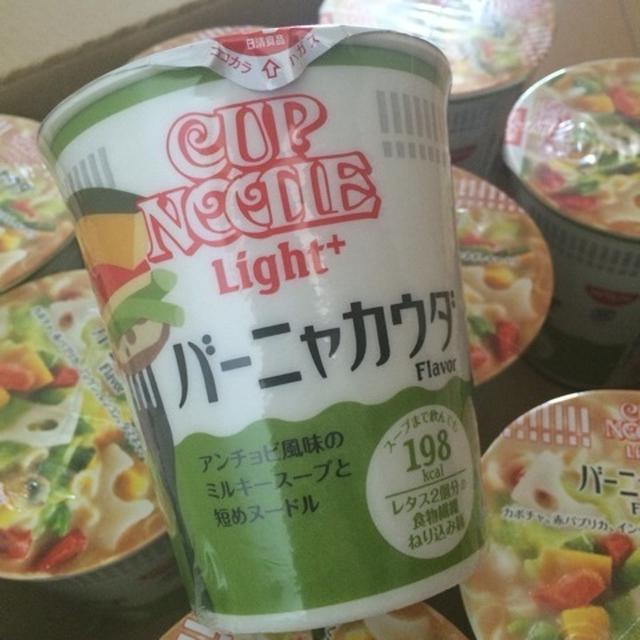 日清食品
ココカラ ハガス
CUP
NOODLE
Light+
バーニャカウダ
Flavor
アンチョビ風味の
ミルキースープと
短めヌードル
スープまで飲んでも
198
kcal
レタス2個分の
食物繊維
ねり込み麺
バーニャ
カボチャ、赤パプリカ、イン